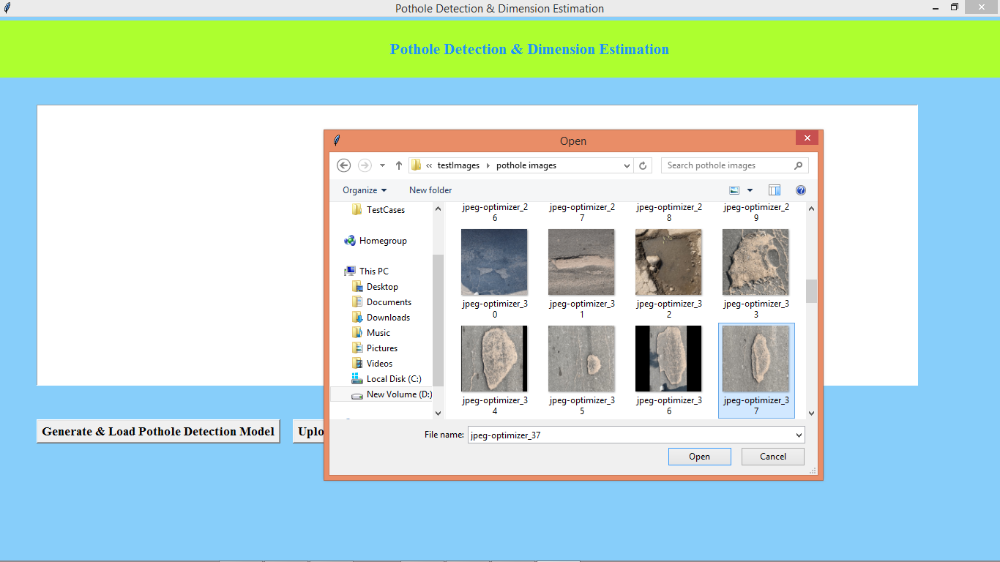 Pothole Detection & Dimension Estimation
Pothole Detection & Dimension Estimation
Open
« testImages pothole images
Search pothole images
Organize New folder
TestCases
Homegroup
This PC
Desktop
Documents
Downloads
Music
Pictures
Videos
Local Disk (C:)
New Volume (D:)
jpeg-optimizer_2
6
jpeg-optimizer_2
7
jpeg-optimizer_2
8
jpeg-optimizer_2
9
jpeg-optimizer_3
0
jpeg-optimizer_3
1
jpeg-optimizer_3
2
jpeg-optimizer_3
3
jpeg-optimizer_3
4
jpeg-optimizer_3
5
jpeg-optimizer_3
6
jpeg-optimizer_3
7
File name: jpeg-optimizer_37
Open Cancel
Generate & Load Pothole Detection Model Uplo